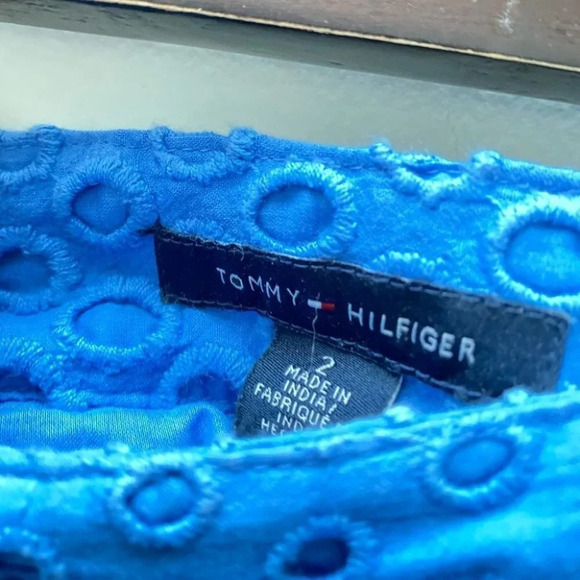 TOMMY HILFIGER
2
MADE IN
INDIA /
FABRIQUÉ